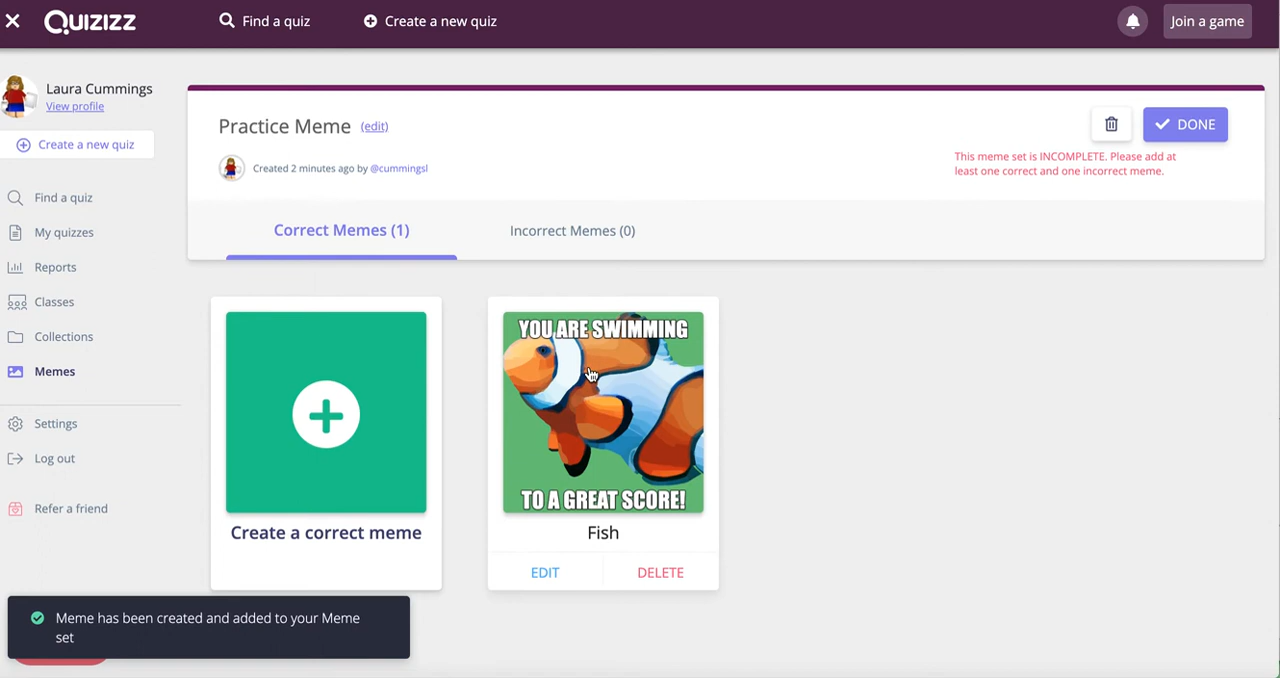 Quizizz
Find a quiz
Create a new quiz
Join a game
Laura Cummings
View profile
Create a new quiz
Find a quiz
My quizzes
Reports
Classes
Collections
Memes
Settings
Log out
Refer a friend
Practice Meme (edit)
Created 2 minutes ago by @cummingsl
DONE
This meme set is INCOMPLETE. Please add at
least one correct and one incorrect meme.
Correct Memes (1)
Incorrect Memes (0)
Create a correct meme
YOU ARE SWIMMING
TO A GREAT SCORE!
Fish
EDIT
DELETE
Meme has been created and added to your Meme
set